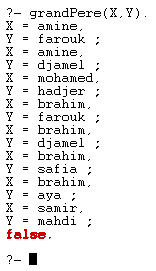 ?- grandPere(X,Y).
X = amine,
Y = farouk ;
X = amine,
Y = djamel ;
X = mohamed,
Y = hadjer ;
X = brahim,
Y = farouk ;
X = brahim,
Y = djamel ;
X = brahim,
Y = safia ;
X = brahim,
Y = aya ;
X = samir,
Y = mahdi ;
false.
?-